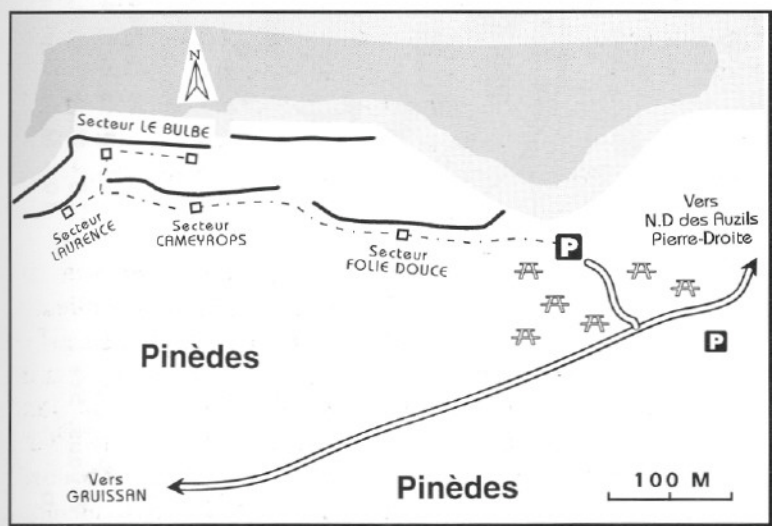 N
Secteur LE BULBE
Secteur
LAURENCE
Secteur
CAMEYROPS
Secteur
FOLIE DOUCE
P
Vers
N.D des Auzils
Pierre-Droite
P
Pinèdes
Vers
GRUISSAN
Pinèdes
100 M